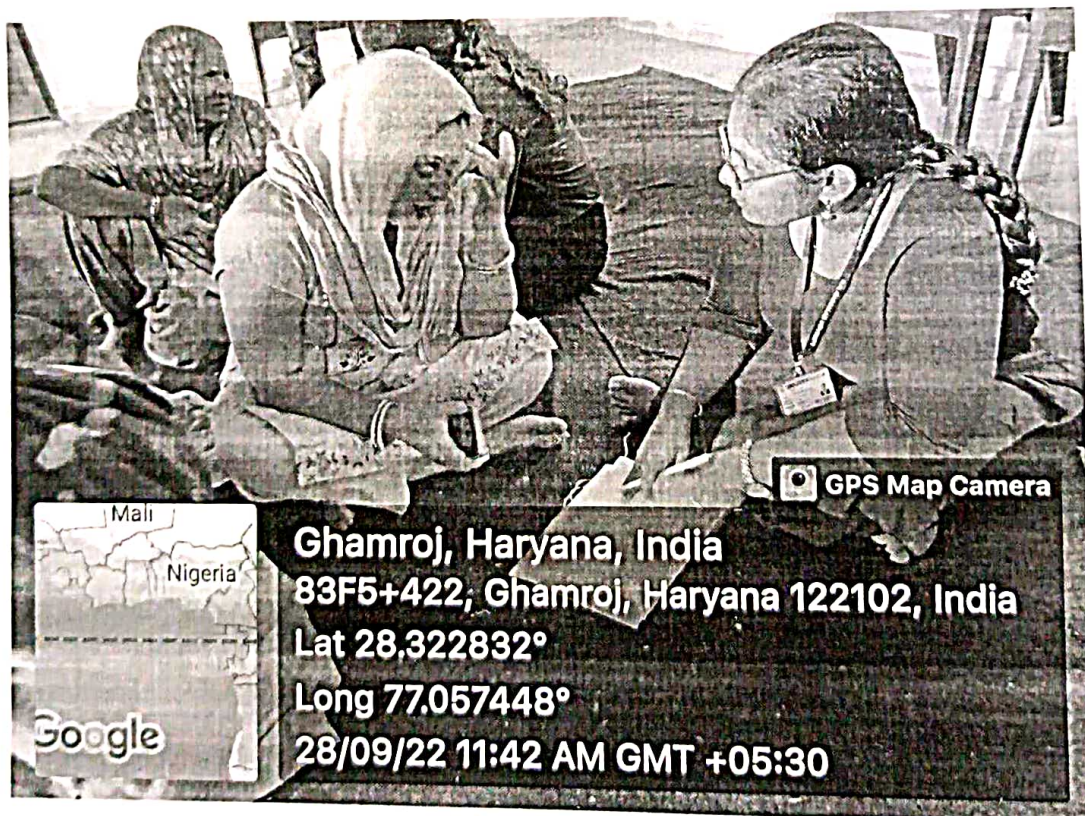 GPS Map Camera
Mali
Nigeria
Google
Ghamroj, Haryana, India
83F5+422, Ghamroj, Haryana 122102, India
Lat 28.322832°
Long 77.057448°
28/09/22 11:42 AM GMT +05:30